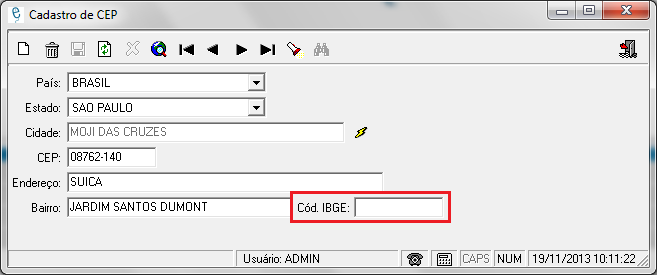 Cadastro de CEP
País: BRASIL
Estado: SAO PAULO
Cidade: MOJI DAS CRUZES
CEP: 08762-140
Endereço: SUICA
Bairro: JARDIM SANTOS DUMONT Cód. IBGE:
Usuário: ADMIN CAPS NUM 19/11/2013 10:11:22